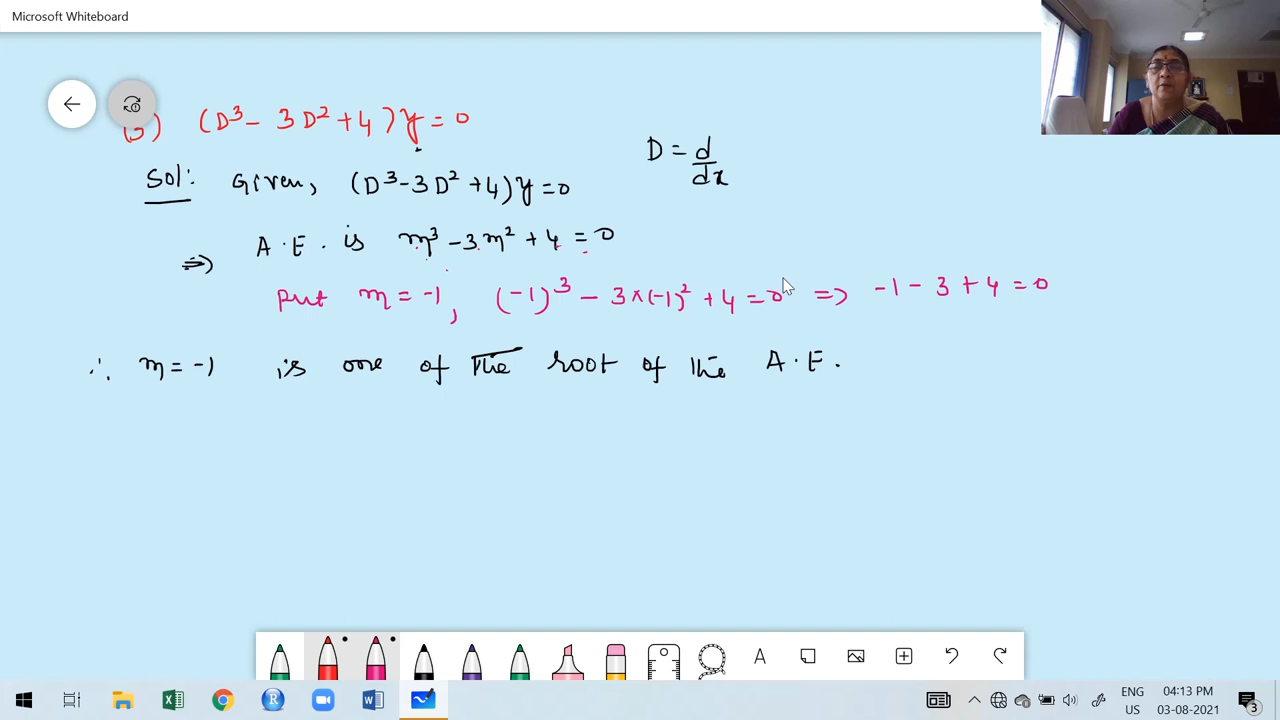 Microsoft Whiteboard
(3) (D³ - 3D² + 4) y = 0
D = d/dx
Sol: Given, (D³ - 3D² + 4) y = 0
⇒ A.E. is m³ - 3m² + 4 = 0
Put m = -1, (-1)³ - 3×(-1)² + 4 = 0 ⇒ -1 - 3 + 4 = 0
∴ m = -1 is one of the root of the A.E.
ENG
US
04:13 PM
03-08-2021
3